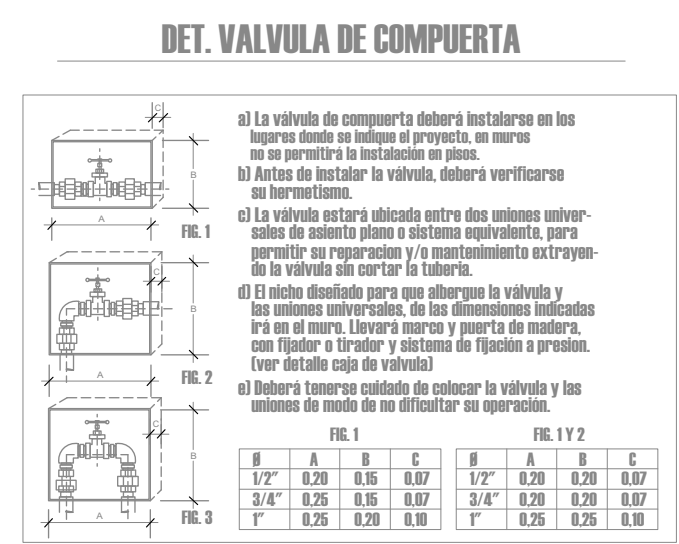 DET. VALVULA DE COMPUERTA
C
B
A
FIG. 1
C
B
A
FIG. 2
C
B
A
FIG. 3
a) La válvula de compuerta deberá instalarse en los
lugares donde se indique el proyecto, en muros
no se permitirá la instalación en pisos.
b) Antes de instalar la válvula, deberá verificarse
su hermetismo.
c) La válvula estará ubicada entre dos uniones univer-
sales de asiento plano o sistema equivalente, para
permitir su reparacion y/o mantenimiento extrayen-
do la válvula sin cortar la tuberia.
d) El nicho diseñado para que albergue la válvula y
las uniones universales, de las dimensiones indicadas
irá en el muro. Llevará marco y puerta de madera,
con fijador o tirador y sistema de fijación a presion.
(ver detalle caja de valvula)
e) Deberá tenerse cuidado de colocar la válvula y las
uniones de modo de no dificultar su operación.
FIG. 1
Ø A B C
1/2" 0,20 0,15 0,07
3/4" 0,25 0,15 0,07
1" 0,25 0,20 0,10
FIG. 1 Y 2
Ø A B C
1/2" 0,20 0,20 0,07
3/4" 0,20 0,20 0,07
1" 0,25 0,25 0,10